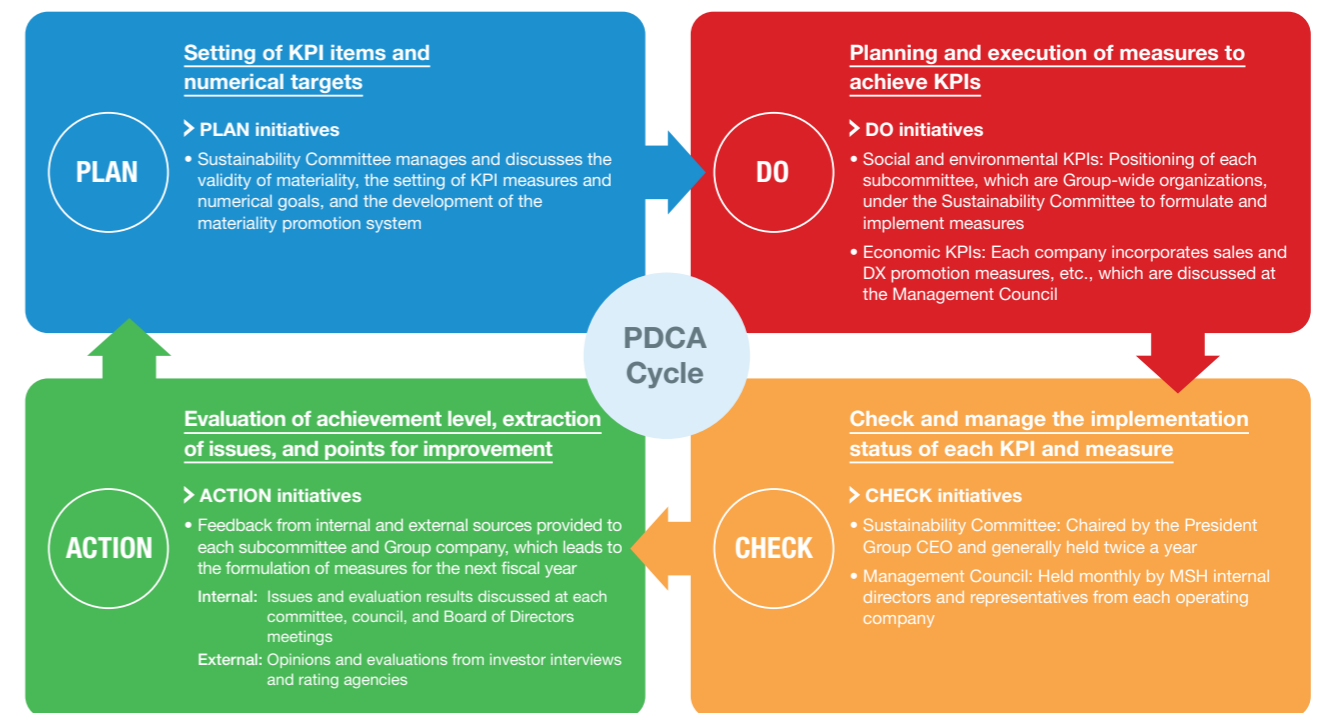 Setting of KPI items and
numerical targets
PLAN
> PLAN initiatives
• Sustainability Committee manages and discusses the
validity of materiality, the setting of KPI measures and
numerical goals, and the development of the
materiality promotion system
Planning and execution of measures to
achieve KPIs
DO
> DO initiatives
• Social and environmental KPIs: Positioning of each
subcommittee, which are Group-wide organizations,
under the Sustainability Committee to formulate and
implement measures
• Economic KPIs: Each company incorporates sales and
DX promotion measures, etc., which are discussed at
the Management Council
PDCA
Cycle
Evaluation of achievement level, extraction
of issues, and points for improvement
ACTION
> ACTION initiatives
• Feedback from internal and external sources provided to
each subcommittee and Group company, which leads to
the formulation of measures for the next fiscal year
Internal: Issues and evaluation results discussed at each
committee, council, and Board of Directors
meetings
External: Opinions and evaluations from investor interviews
and rating agencies
Check and manage the implementation
status of each KPI and measure
CHECK
> CHECK initiatives
• Sustainability Committee: Chaired by the President
Group CEO and generally held twice a year
• Management Council: Held monthly by MSH internal
directors and representatives from each operating
company